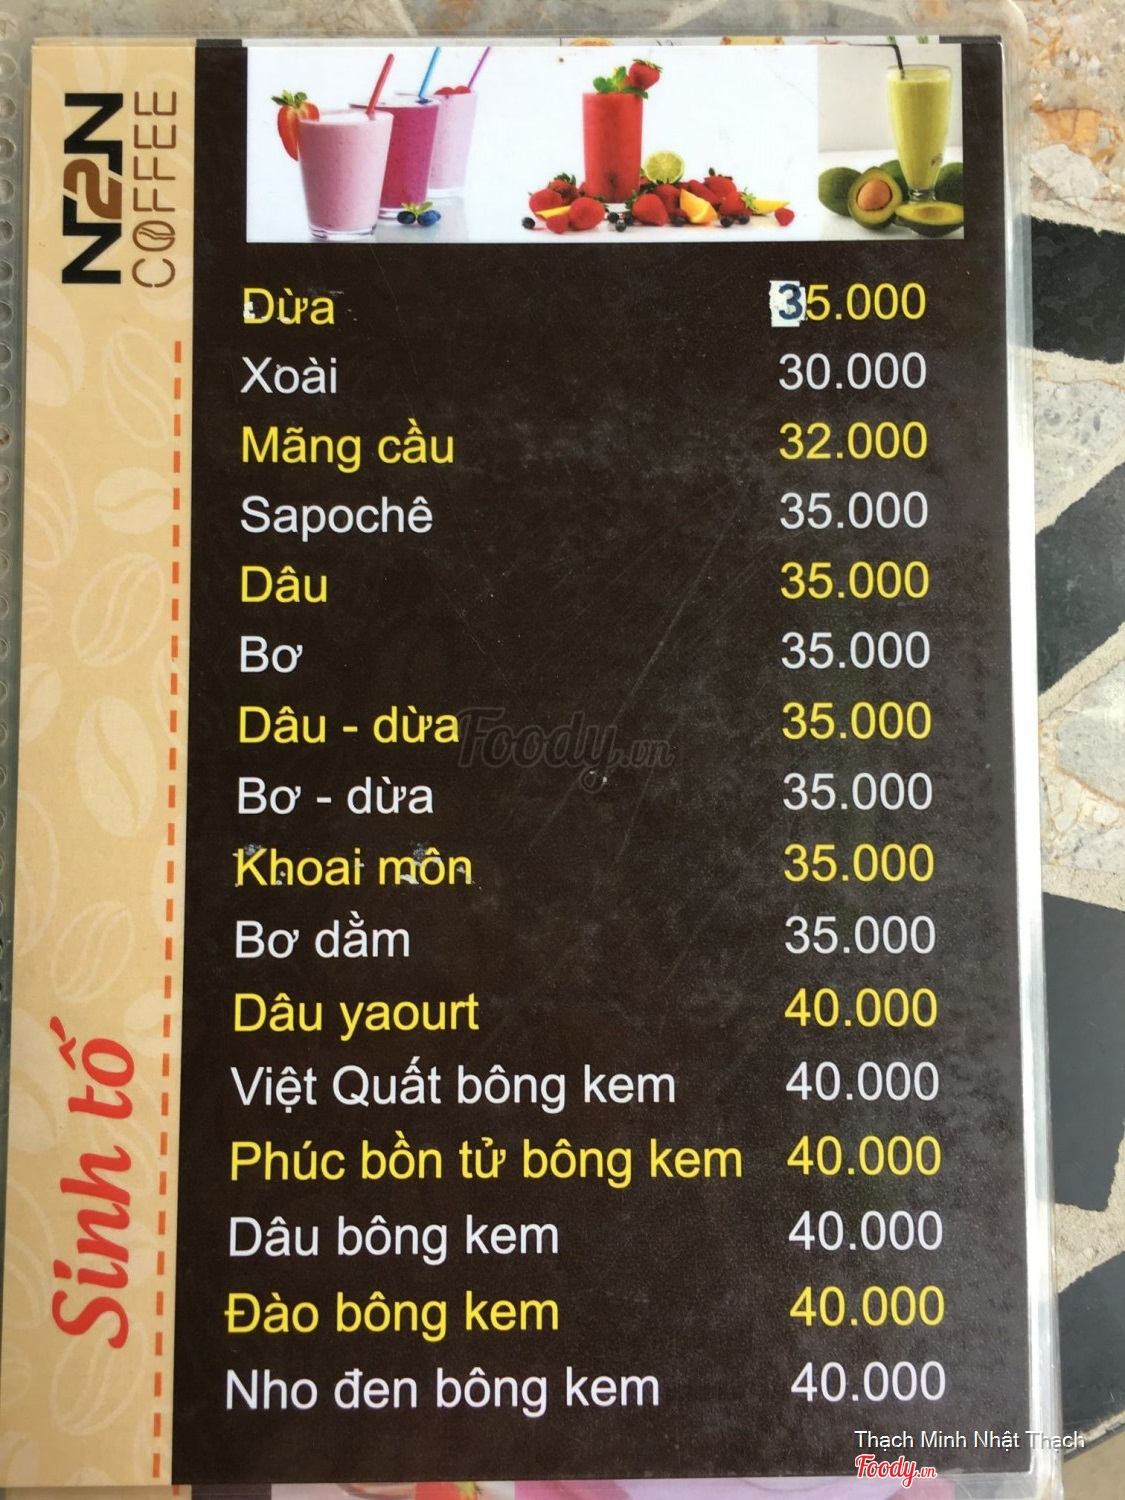 N2N
COFFEE
Sinh tố
Dừa 35.000
Xoài 30.000
Mãng cầu 32.000
Sapochê 35.000
Dâu 35.000
Bơ 35.000
Dâu - dừa 35.000
Bơ - dừa 35.000
Khoai môn 35.000
Bơ dằm 35.000
Dâu yaourt 40.000
Việt Quất bông kem 40.000
Phúc bồn tử bông kem 40.000
Dâu bông kem 40.000
Đào bông kem 40.000
Nho đen bông kem 40.000
Foody.vn
Thạch Minh Nhật Thạch
Foody.vn